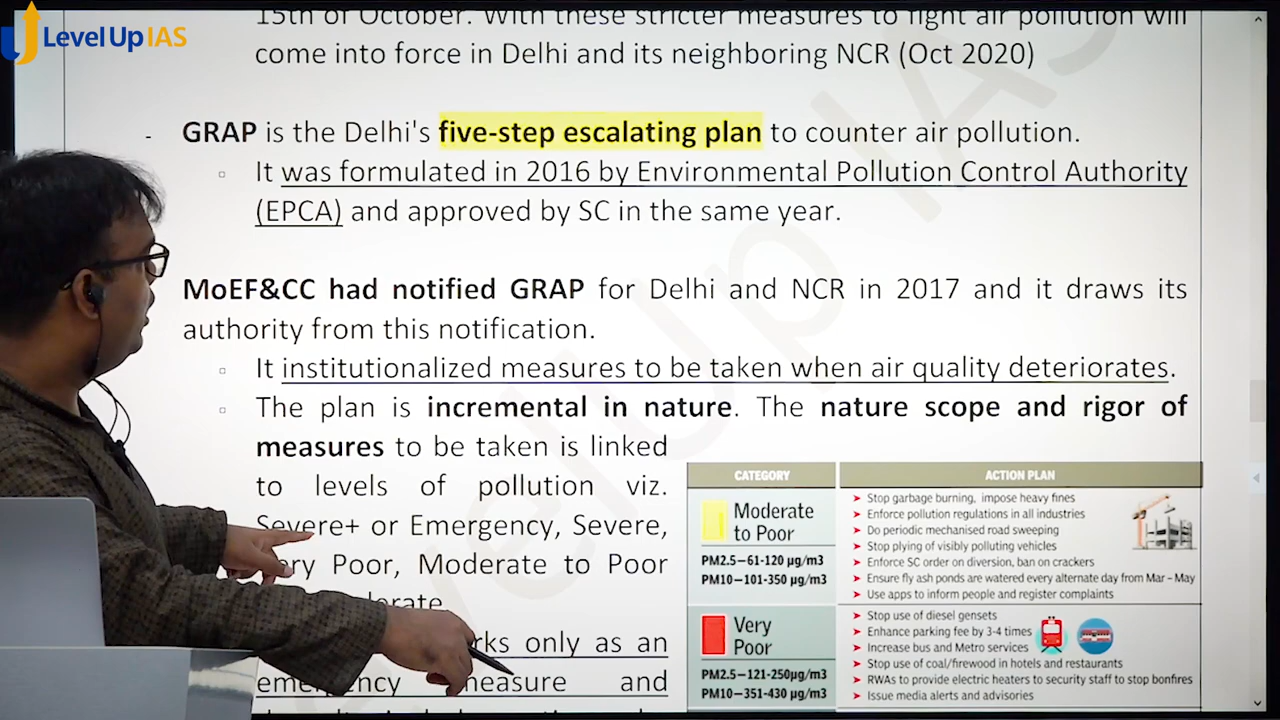 LevelUp IAS
15th of October. With these stricter measures to fight air pollution will
come into force in Delhi and its neighboring NCR (Oct 2020)
- GRAP is the Delhi's five-step escalating plan to counter air pollution.
It was formulated in 2016 by Environmental Pollution Control Authority
(EPCA) and approved by SC in the same year.
MoEF&CC had notified GRAP for Delhi and NCR in 2017 and it draws its
authority from this notification.
It institutionalized measures to be taken when air quality deteriorates.
The plan is incremental in nature. The nature scope and rigor of
measures to be taken is linked
to levels of pollution viz.
Severe+ or Emergency, Severe,
Poor, Moderate to Poor
only as an
measure and
CATEGORY
ACTION PLAN
Moderate
to Poor
PM2.5–61-120 µg/m3
PM10–101-350 µg/m3
➤ Stop garbage burning, impose heavy fines
➤ Enforce pollution regulations in all industries
➤ Do periodic mechanised road sweeping
➤ Stop plying of visibly polluting vehicles
➤ Enforce SC order on diversion, ban on crackers
➤ Ensure fly ash ponds are watered every alternate day from Mar – May
➤ Use apps to inform people and register complaints
Very
Poor
PM2.5–121-250µg/m3
PM10–351-430 µg/m3
➤ Stop use of diesel gensets
➤ Enhance parking fee by 3-4 times
➤ Increase bus and Metro services
➤ Stop use of coal/firewood in hotels and restaurants
➤ RWAs to provide electric heaters to security staff to stop bonfires
➤ Issue media alerts and advisories